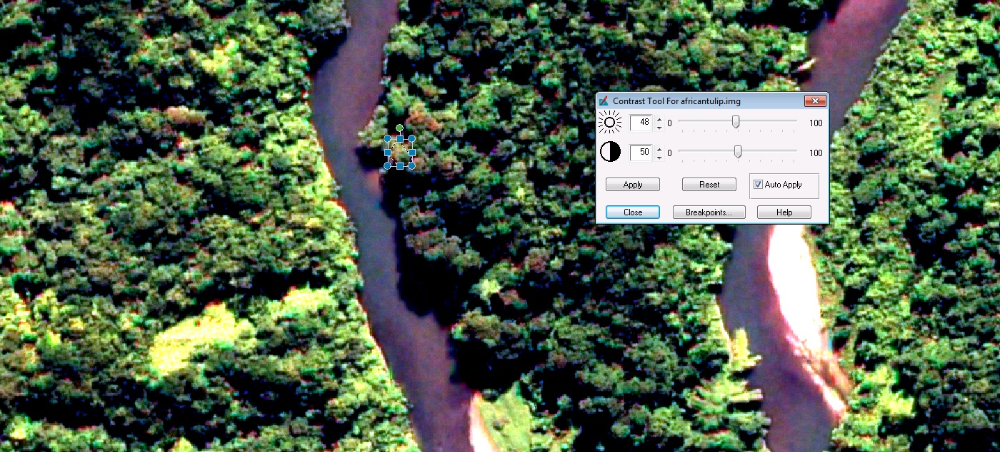 Contrast Tool For africantulip.img
48 0 100
50 0 100
Apply Reset Auto Apply
Close Breakpoints... Help